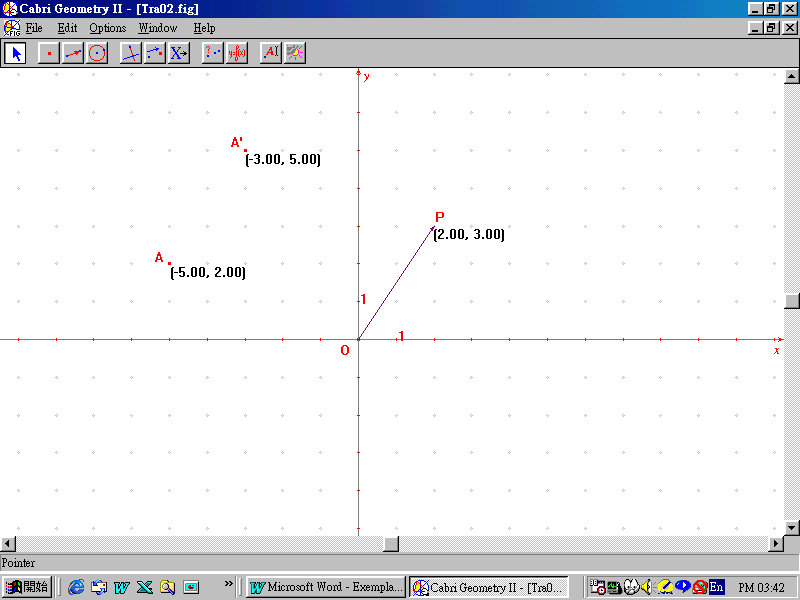 Cabri Geometry II - [Tra02.fig]
File Edit Options Window Help
y
A'
(-3.00, 5.00)
P
(2.00, 3.00)
A
(-5.00, 2.00)
1
1
O
x
Pointer
開始 Microsoft Word - Exempla... Cabri Geometry II - [Tra0... En PM 03:42